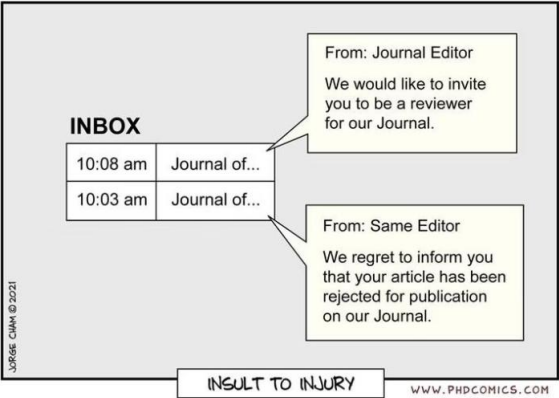 From: Journal Editor
We would like to invite
you to be a reviewer
for our Journal.
INBOX
10:08 am Journal of...
10:03 am Journal of...
From: Same Editor
We regret to inform you
that your article has been
rejected for publication
on our Journal.
JORGE CHAM © 2021
INSULT TO INJURY
WWW.PHDCOMICS.COM